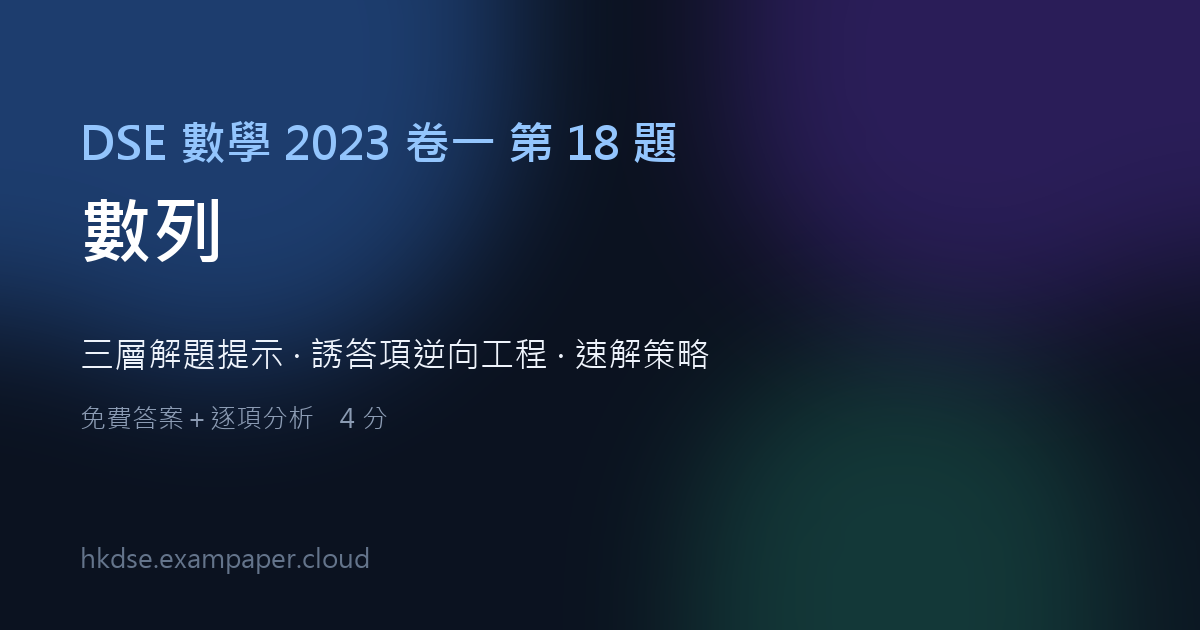 DSE 數學 2023 卷一 第 18 題
數列
三層解題提示 · 誘答項逆向工程 · 速解策略
免費答案 + 逐項分析 4 分
hkdse.exampaper.cloud